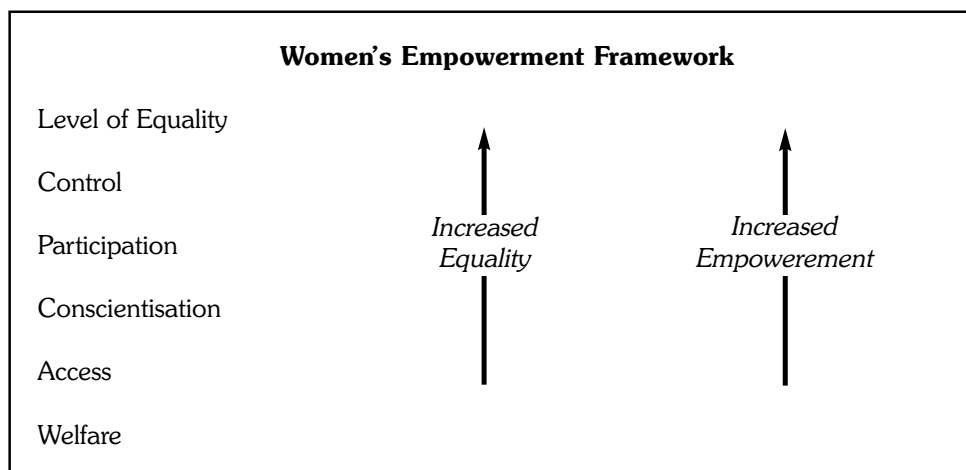 Women's Empowerment Framework
Level of Equality
Control
Participation
Conscientisation
Access
Welfare
Increased
Equality
Increased
Empowerement